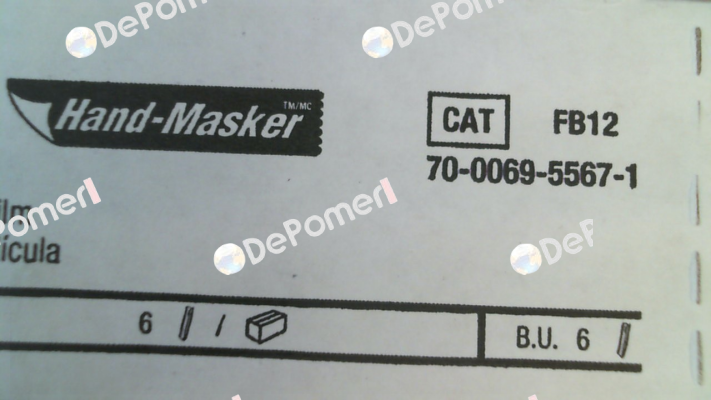 Hand-Masker TM/MC
CAT FB12
70-0069-5567-1
ilm
ícula
6 /
B.U. 6
DePomerl
DePomerl
DePomerl
DePomerl
DeP